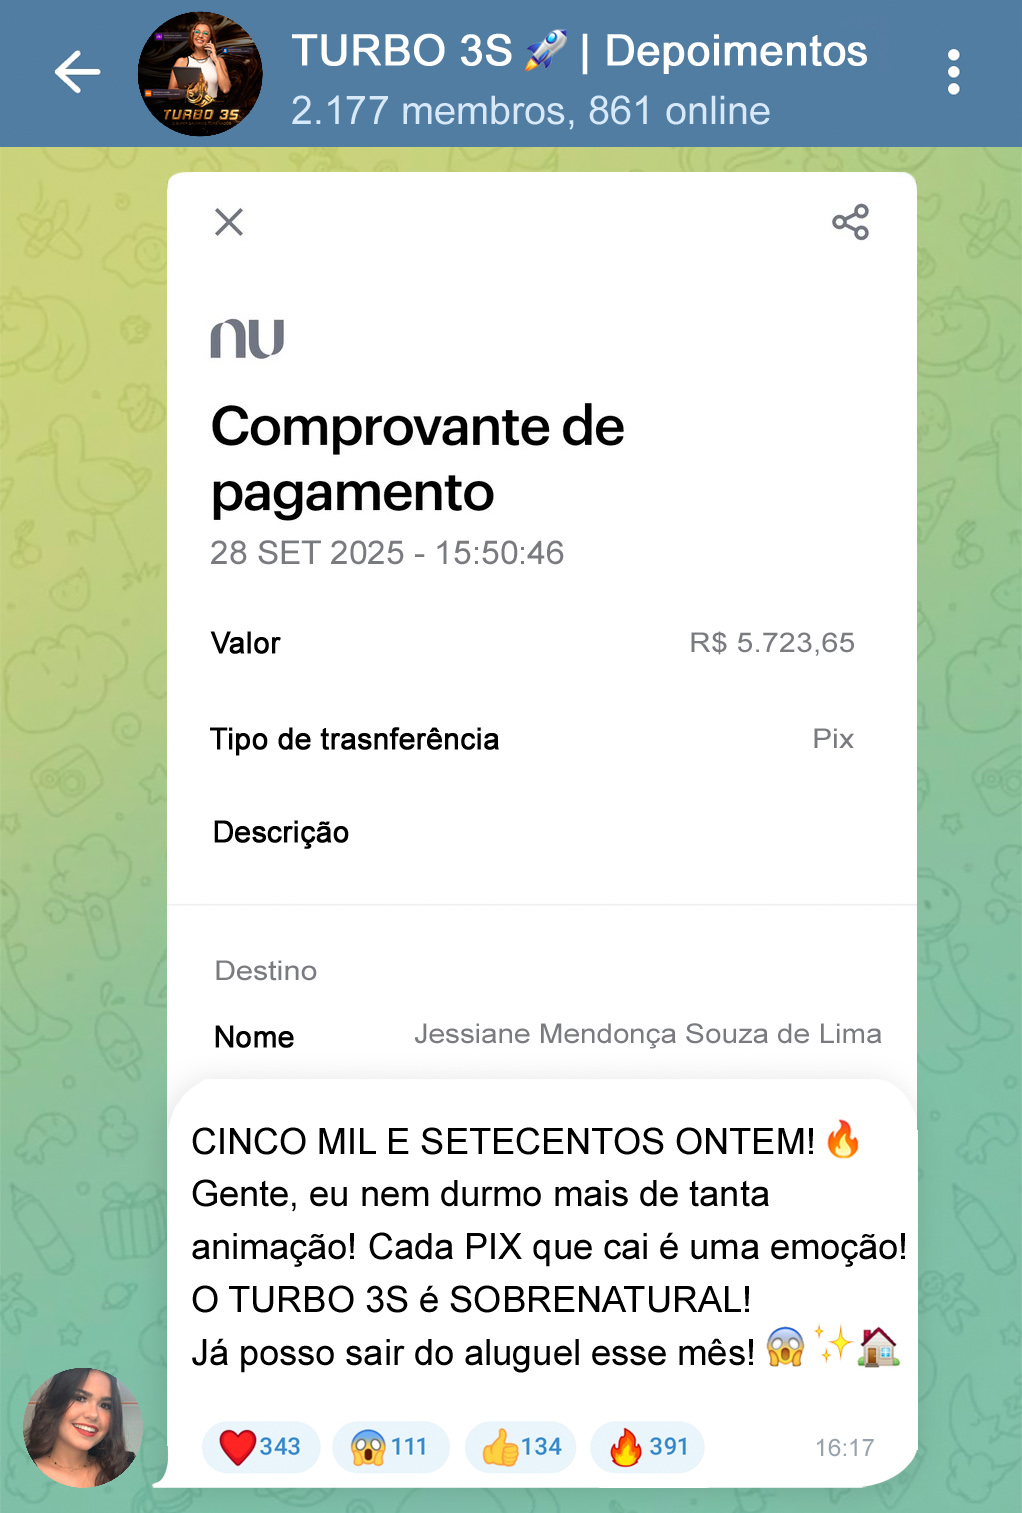 TURBO 3S 🚀 | Depoimentos
2.177 membros, 861 online
TURBO 3S
nu
Comprovante de
pagamento
28 SET 2025 - 15:50:46
Valor R$ 5.723,65
Tipo de trasnferência Pix
Descrição
Destino
Nome Jessiane Mendonça Souza de Lima
CINCO MIL E SETECENTOS ONTEM! 🔥
Gente, eu nem durmo mais de tanta
animação! Cada PIX que cai é uma emoção!
O TURBO 3S é SOBRENATURAL!
Já posso sair do aluguel esse mês! 😱✨🏠
❤️343 😱111 👍134 🔥391 16:17